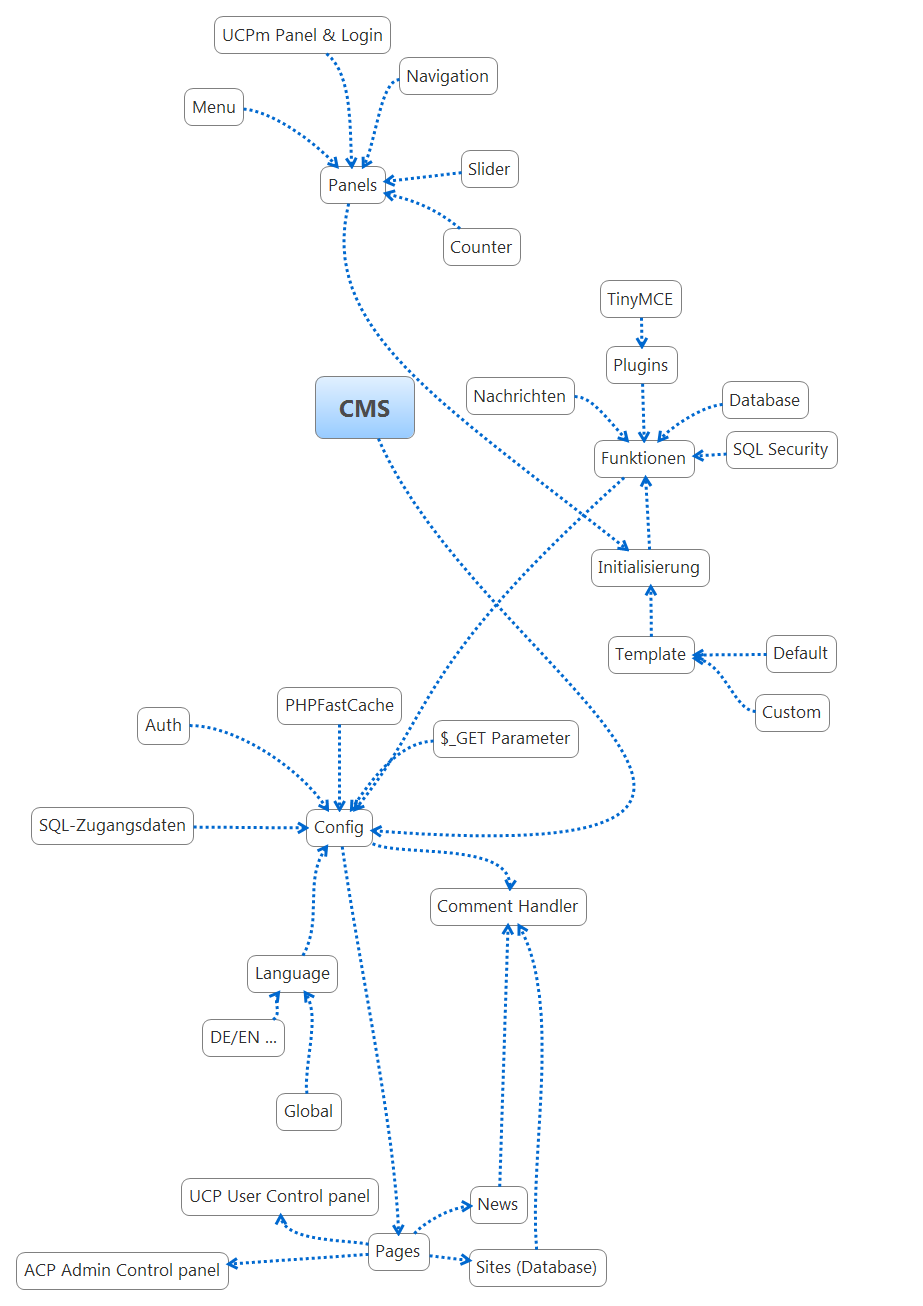 UCPm Panel & Login
Navigation
Menu
Slider
Panels
Counter
TinyMCE
Plugins
Nachrichten
Database
CMS
SQL Security
Funktionen
Initialisierung
Template
Default
Custom
PHPFastCache
Auth
$_GET Parameter
SQL-Zugangsdaten
Config
Comment Handler
Language
DE/EN ...
Global
UCP User Control panel
News
Pages
ACP Admin Control panel
Sites (Database)